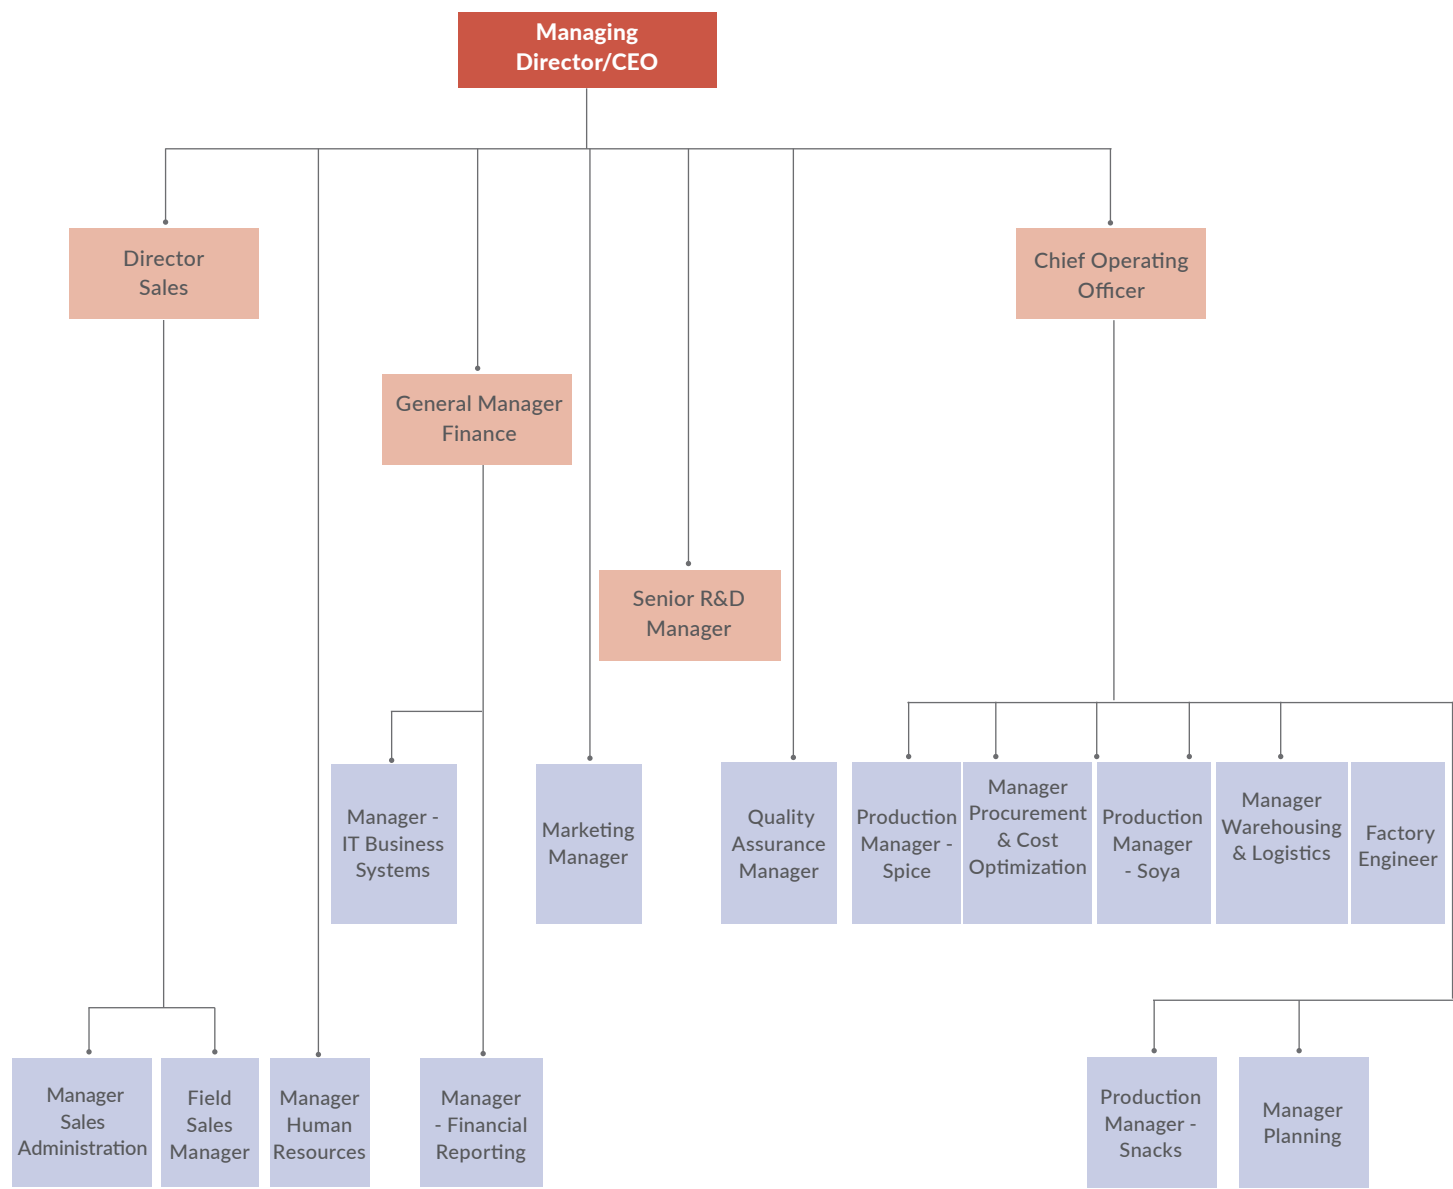 Managing
Director/CEO
Director
Sales
Chief Operating
Officer
General Manager
Finance
Senior R&D
Manager
Manager -
IT Business
Systems
Marketing
Manager
Quality
Assurance
Manager
Production
Manager -
Spice
Manager
Procurement
& Cost
Optimization
Production
Manager
- Soya
Manager
Warehousing
& Logistics
Factory
Engineer
Manager
Sales
Administration
Field
Sales
Manager
Manager
Human
Resources
Manager
- Financial
Reporting
Production
Manager -
Snacks
Manager
Planning